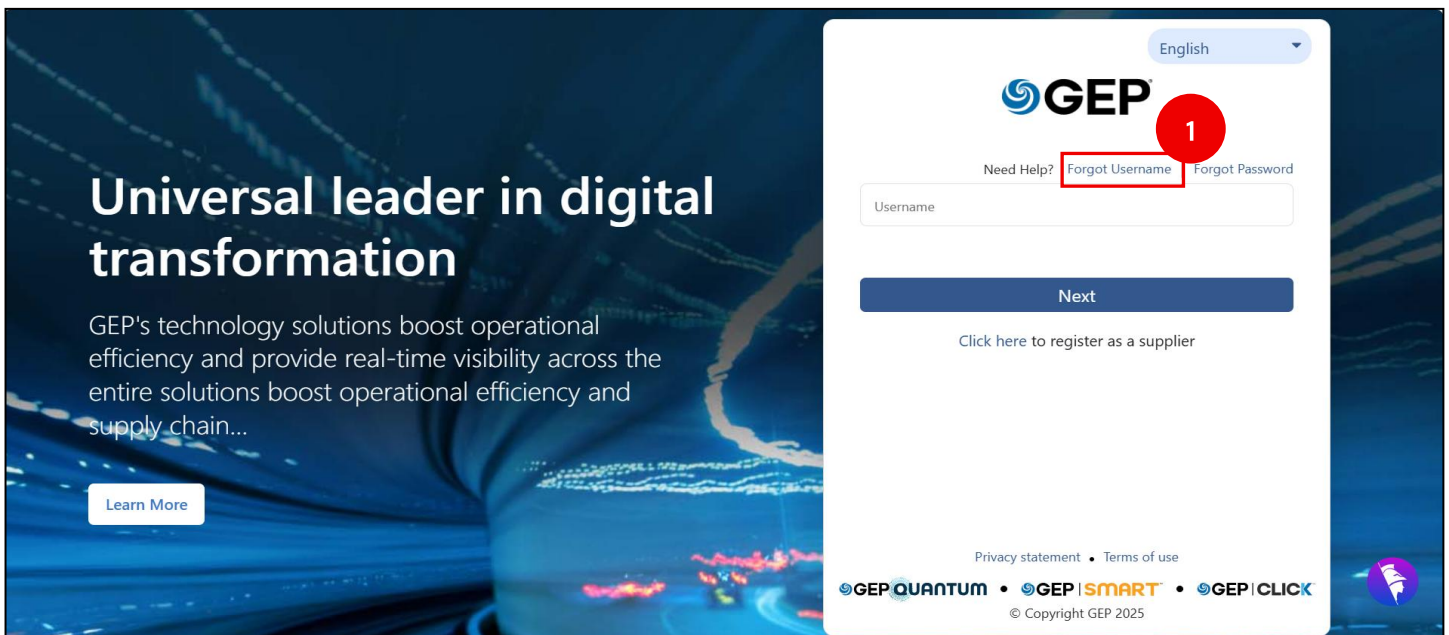 English
GEP
1
Need Help? Forgot Username Forgot Password
Username
Next
Click here to register as a supplier
Universal leader in digital
transformation
GEP's technology solutions boost operational
efficiency and provide real-time visibility across the
entire solutions boost operational efficiency and
supply chain...
Learn More
Privacy statement • Terms of use
GEP QUANTUM • GEP | SMART • GEP | CLICK
© Copyright GEP 2025